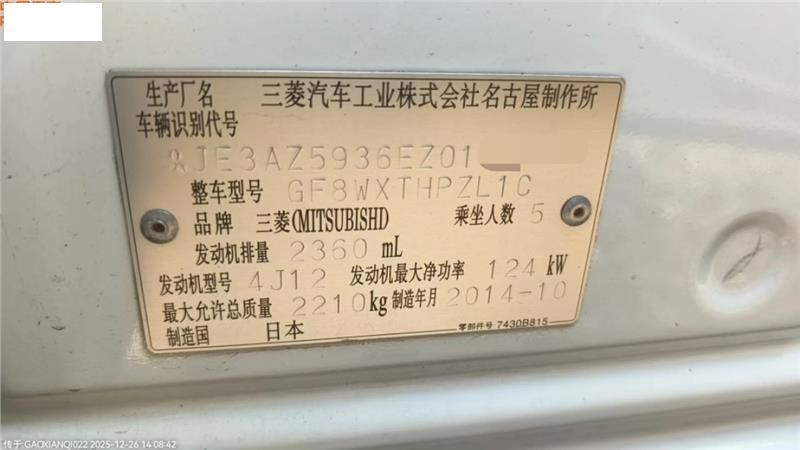 生产厂名 三菱汽车工业株式会社名古屋制作所
车辆识别代号
JE3AZ5936EZ01
整车型号 GF8WXTHPZL1C
品牌 三菱(MITSUBISHI) 乘坐人数 5
发动机排量 2360 mL
发动机型号 4J12 发动机最大净功率 124 kW
最大允许总质量 2210kg 制造年月 2014-10
制造国 日本
零部件号 7430B815
传于:GAOXIANQI022 2025-12-26 14:08:42